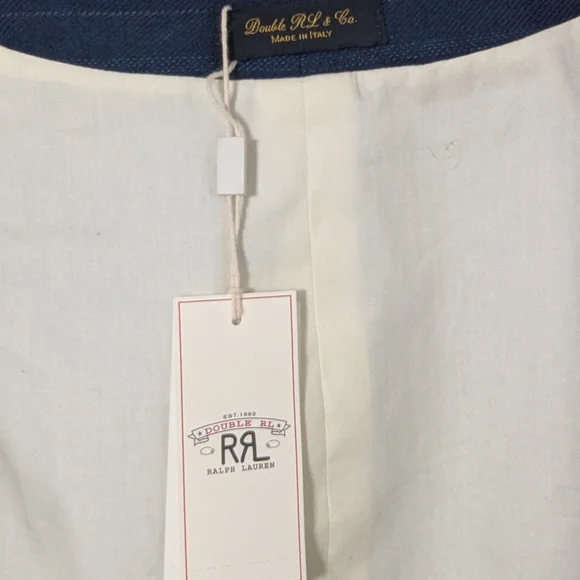 Double RL & Co.
MADE IN ITALY
EST.1993
DOUBLE RL
RRL
RALPH LAUREN